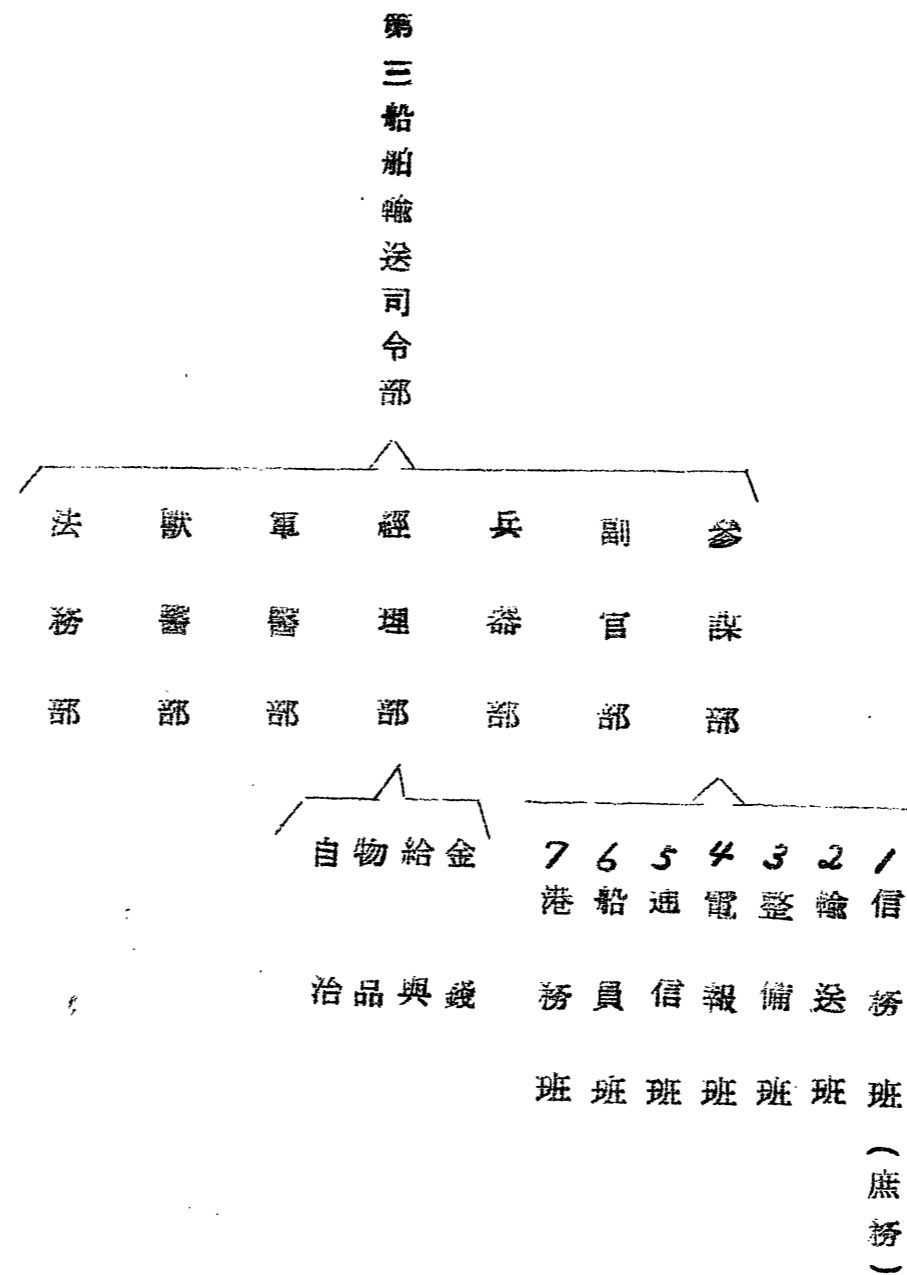 第三船舶輸送司令部
參謀部
副官部
兵器部
經理部
軍醫部
獸醫部
法務部
1信務班(庶務)
2輸送班
3整備班
4電報班
5通信班
6船員班
7港務班
金錢
給與
物品
自治